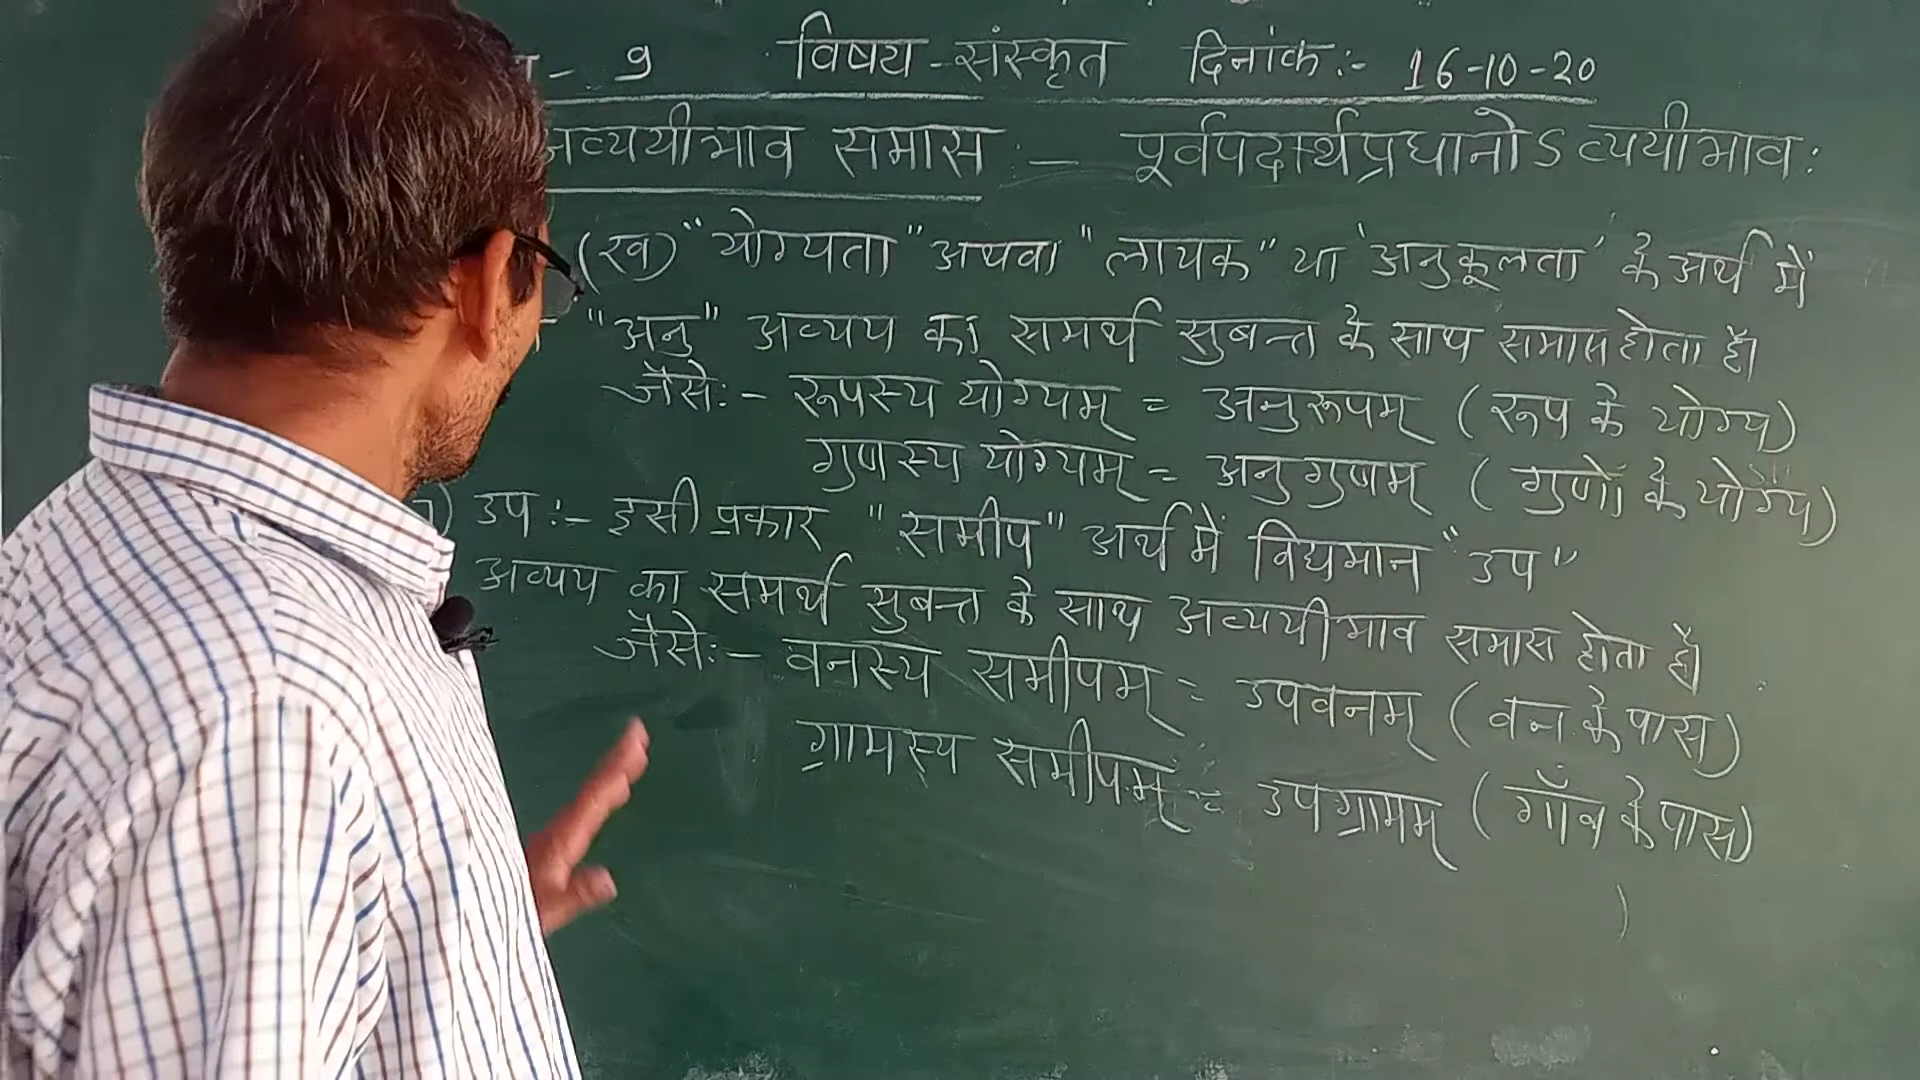 - 9 विषय - संस्कृत दिनांक:- 16-10-20
अव्ययीभाव समास :- पूर्वपदार्थप्रधानोऽव्ययीभाव:
(ख) "योग्यता" अथवा "लायक" या 'अनुकूलता' के अर्थ में
"अनु" अव्यय का समर्थ सुबन्त के साथ समास होता है।
जैसे:- रूपस्य योग्यम् = अनुरूपम् (रूप के योग्य)
गुणस्य योग्यम् = अनुगुणम् (गुणों के योग्य)
) उप:- इसी प्रकार "समीप" अर्थ में विद्यमान "उप"
अव्यय का समर्थ सुबन्त के साथ अव्ययीभाव समास होता है।
जैसे:- वनस्य समीपम् = उपवनम् (वन के पास)
ग्रामस्य समीपम् = उपग्रामम् (गाँव के पास)
)